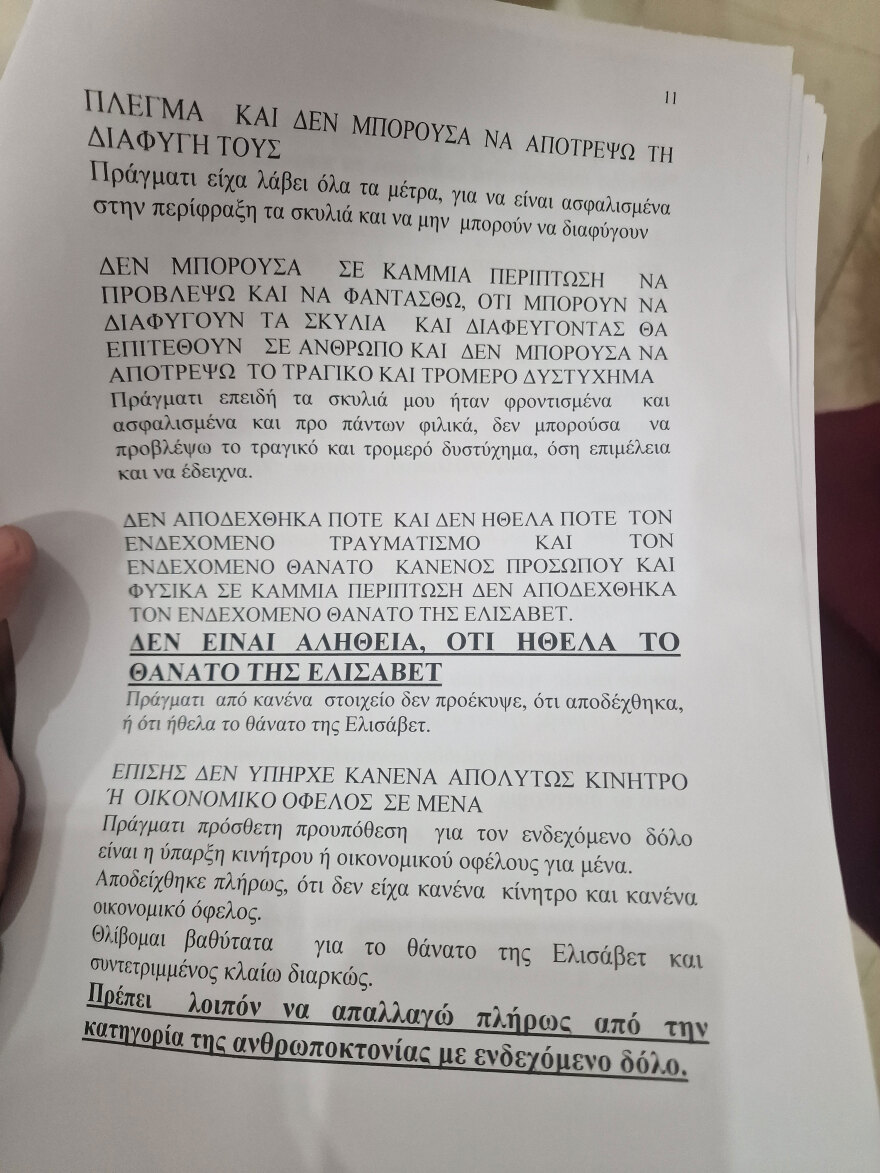 11
ΠΛΕΓΜΑ ΚΑΙ ΔΕΝ ΜΠΟΡΟΥΣΑ ΝΑ ΑΠΟΤΡΕΨΩ ΤΗ
ΔΙΑΦΥΓΗ ΤΟΥΣ
Πράγματι είχα λάβει όλα τα μέτρα, για να είναι ασφαλισμένα
στην περίφραξη τα σκυλιά και να μην μπορούν να διαφύγουν
ΔΕΝ ΜΠΟΡΟΥΣΑ ΣΕ ΚΑΜΜΙΑ ΠΕΡΙΠΤΩΣΗ ΝΑ
ΠΡΟΒΛΕΨΩ ΚΑΙ ΝΑ ΦΑΝΤΑΣΘΩ, ΟΤΙ ΜΠΟΡΟΥΝ ΝΑ
ΔΙΑΦΥΓΟΥΝ ΤΑ ΣΚΥΛΙΑ ΚΑΙ ΔΙΑΦΕΥΓΟΝΤΑΣ ΘΑ
ΕΠΙΤΕΘΟΥΝ ΣΕ ΑΝΘΡΩΠΟ ΚΑΙ ΔΕΝ ΜΠΟΡΟΥΣΑ ΝΑ
ΑΠΟΤΡΕΨΩ ΤΟ ΤΡΑΓΙΚΟ ΚΑΙ ΤΡΟΜΕΡΟ ΔΥΣΤΥΧΗΜΑ
Πράγματι επειδή τα σκυλιά μου ήταν φροντισμένα και
ασφαλισμένα και προ πάντων φιλικά, δεν μπορούσα να
προβλέψω το τραγικό και τρομερό δυστύχημα, όση επιμέλεια
και να έδειχνα.
ΔΕΝ ΑΠΟΔΕΧΘΗΚΑ ΠΟΤΕ ΚΑΙ ΔΕΝ ΗΘΕΛΑ ΠΟΤΕ ΤΟΝ
ΕΝΔΕΧΟΜΕΝΟ ΤΡΑΥΜΑΤΙΣΜΟ ΚΑΙ ΤΟΝ
ΕΝΔΕΧΟΜΕΝΟ ΘΑΝΑΤΟ ΚΑΝΕΝΟΣ ΠΡΟΣΩΠΟΥ ΚΑΙ
ΦΥΣΙΚΑ ΣΕ ΚΑΜΜΙΑ ΠΕΡΙΠΤΩΣΗ ΔΕΝ ΑΠΟΔΕΧΘΗΚΑ
ΤΟΝ ΕΝΔΕΧΟΜΕΝΟ ΘΑΝΑΤΟ ΤΗΣ ΕΛΙΣΑΒΕΤ.
ΔΕΝ ΕΙΝΑΙ ΑΛΗΘΕΙΑ, ΟΤΙ ΗΘΕΛΑ ΤΟ
ΘΑΝΑΤΟ ΤΗΣ ΕΛΙΣΑΒΕΤ
Πράγματι από κανένα στοιχείο δεν προέκυψε, ότι αποδέχθηκα,
ή ότι ήθελα το θάνατο της Ελισάβετ.
ΕΠΙΣΗΣ ΔΕΝ ΥΠΗΡΧΕ ΚΑΝΕΝΑ ΑΠΟΛΥΤΩΣ ΚΙΝΗΤΡΟ
Ή ΟΙΚΟΝΟΜΙΚΟ ΟΦΕΛΟΣ ΣΕ ΜΕΝΑ
Πράγματι πρόσθετη προυπόθεση για τον ενδεχόμενο δόλο
είναι η ύπαρξη κινήτρου ή οικονομικού οφέλους για μένα.
Αποδείχθηκε πλήρως, ότι δεν είχα κανένα κίνητρο και κανένα
οικονομικό όφελος.
Θλίβομαι βαθύτατα για το θάνατο της Ελισάβετ και
συντετριμμένος κλαίω διαρκώς.
Πρέπει λοιπόν να απαλλαγώ πλήρως από την
κατηγορία της ανθρωποκτονίας με ενδεχόμενο δόλο.